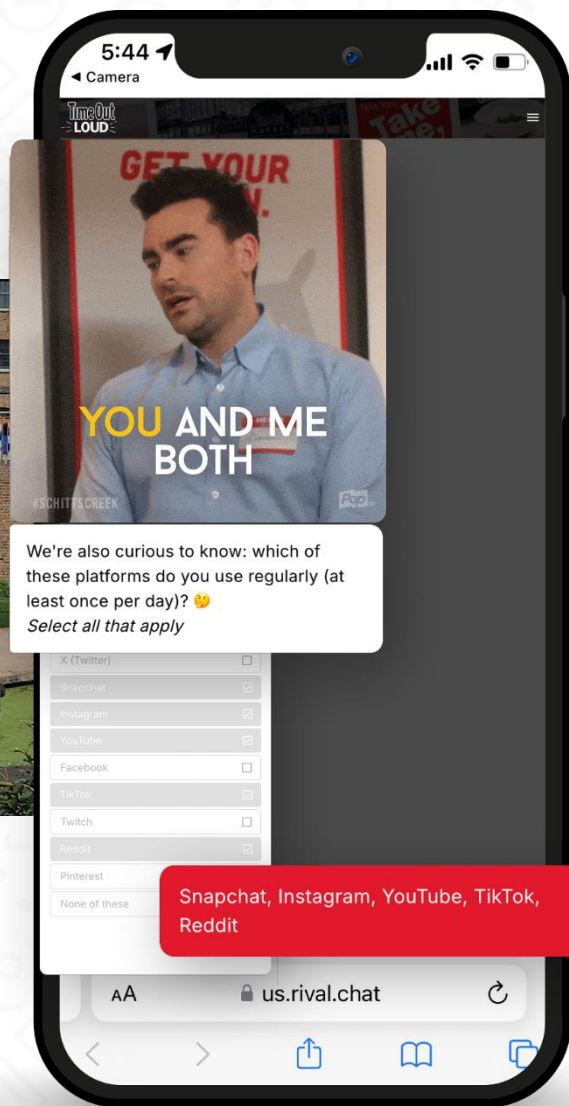 5:44
◀ Camera
Time Out
LOUD
Take
me,
GET YOUR
YOU AND ME
BOTH
#SCHITTSCREEK
Pop
We're also curious to know: which of
these platforms do you use regularly (at
least once per day)? 🤔
Select all that apply
X (Twitter)
Snapchat
Instagram
YouTube
Facebook
TikTok
Twitch
Reddit
Pinterest
None of these
Snapchat, Instagram, YouTube, TikTok,
Reddit
AA
us.rival.chat